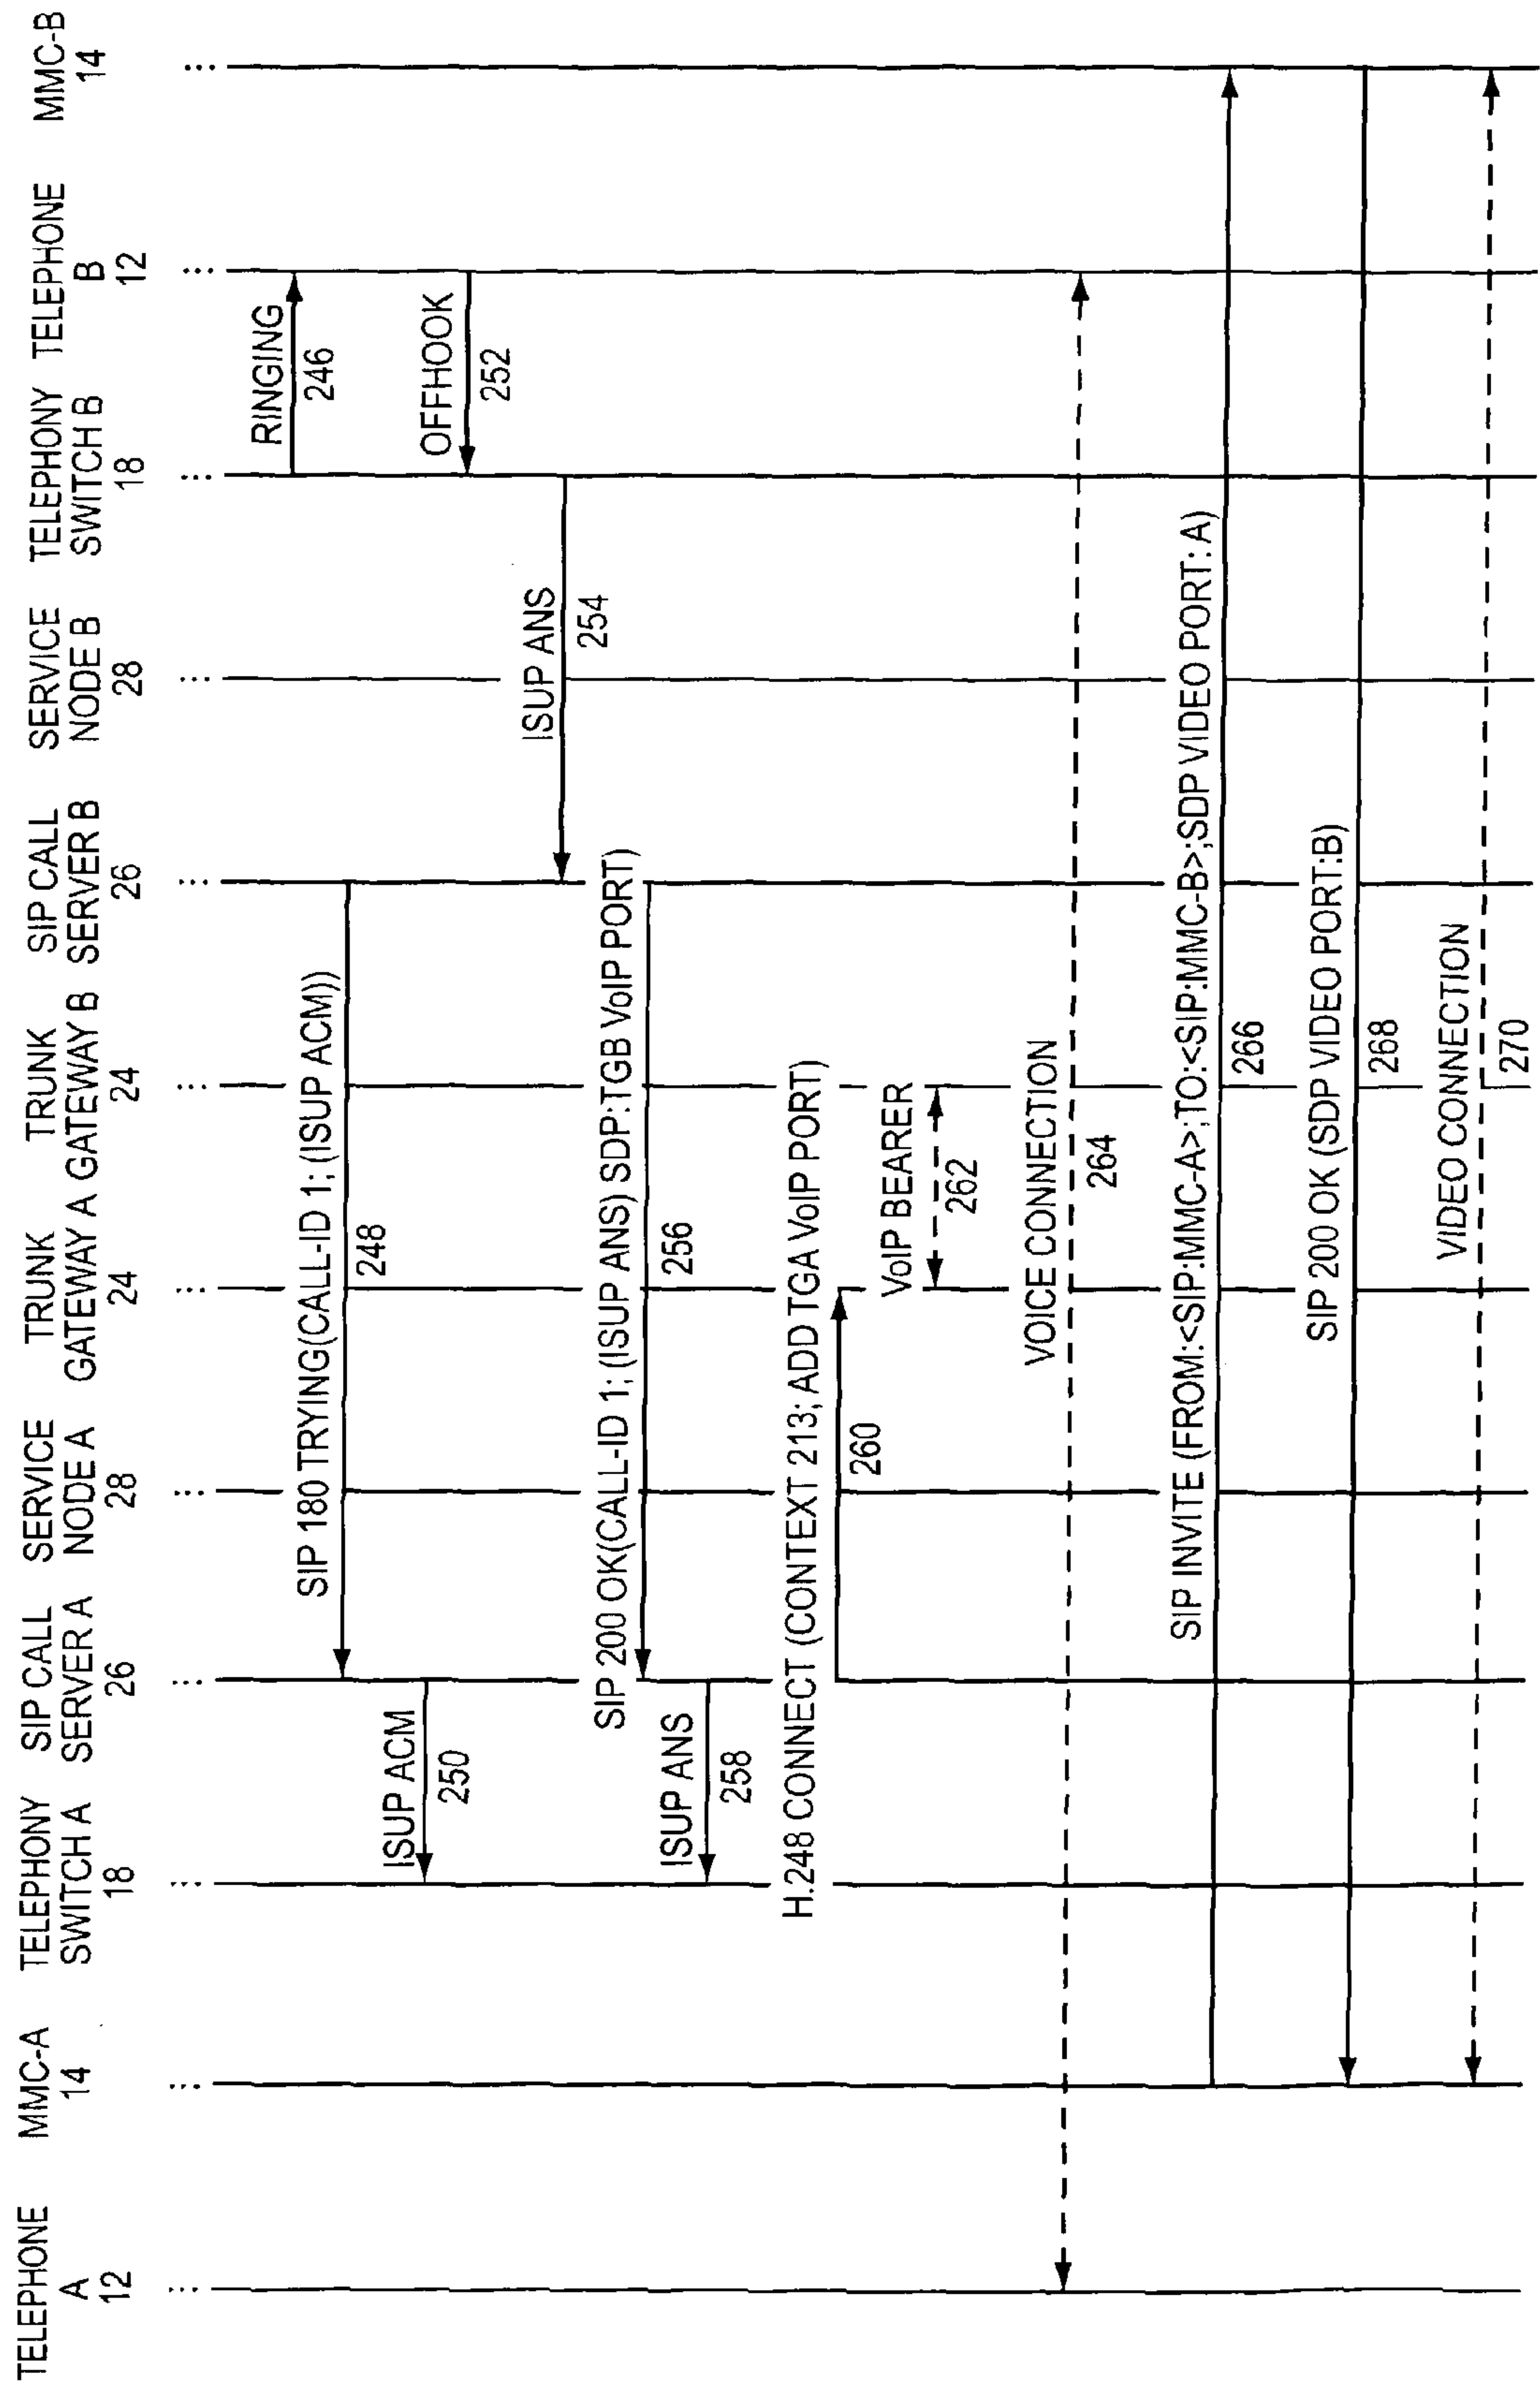 TELEPHONE
A
12
MMC-A
14
TELEPHONY
SWITCH A
18
SIP CALL
SERVER A
26
SERVICE
NODE A
28
TRUNK
GATEWAY A
24
TRUNK
GATEWAY B
24
SIP CALL
SERVER B
26
SERVICE
NODE B
28
TELEPHONY
SWITCH B
18
TELEPHONE
B
12
MMC-B
14
... ... ... ... ... ... ... ... ... ... ...
RINGING
246
SIP 180 TRYING(CALL-ID 1; (ISUP ACM))
248
ISUP ACM
250
OFFHOOK
252
ISUP ANS
254
SIP 200 OK(CALL-ID 1; (ISUP ANS) SDP:TGB VoIP PORT)
256
ISUP ANS
258
H.248 CONNECT (CONTEXT 213; ADD TGA VoIP PORT)
260
VoIP BEARER
262
VOICE CONNECTION
264
SIP INVITE (FROM:<SIP:MMC-A>;TO:<SIP:MMC-B>;SDP VIDEO PORT: A)
266
SIP 200 OK (SDP VIDEO PORT:B)
268
VIDEO CONNECTION
270